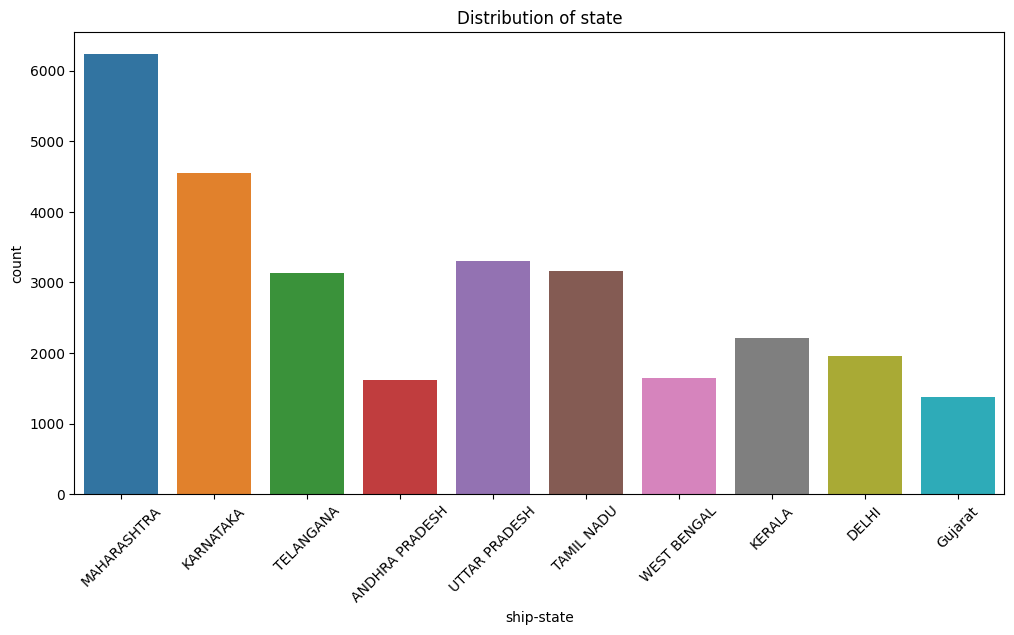 Distribution of state
count
6000
5000
4000
3000
2000
1000
0
MAHARASHTRA
KARNATAKA
TELANGANA
ANDHRA PRADESH
UTTAR PRADESH
TAMIL NADU
WEST BENGAL
KERALA
DELHI
Gujarat
ship-state